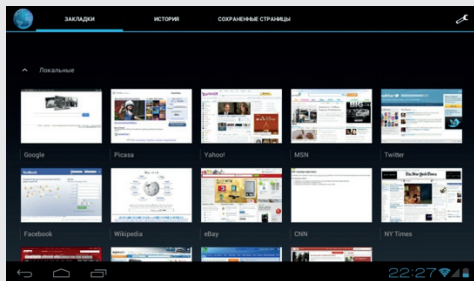 ЗАКЛАДКИ ИСТОРИЯ СОХРАНЕННЫЕ СТРАНИЦЫ
Локальные
Google Picasa Yahoo! MSN Twitter
Facebook Wikipedia eBay CNN NY Times
22:27